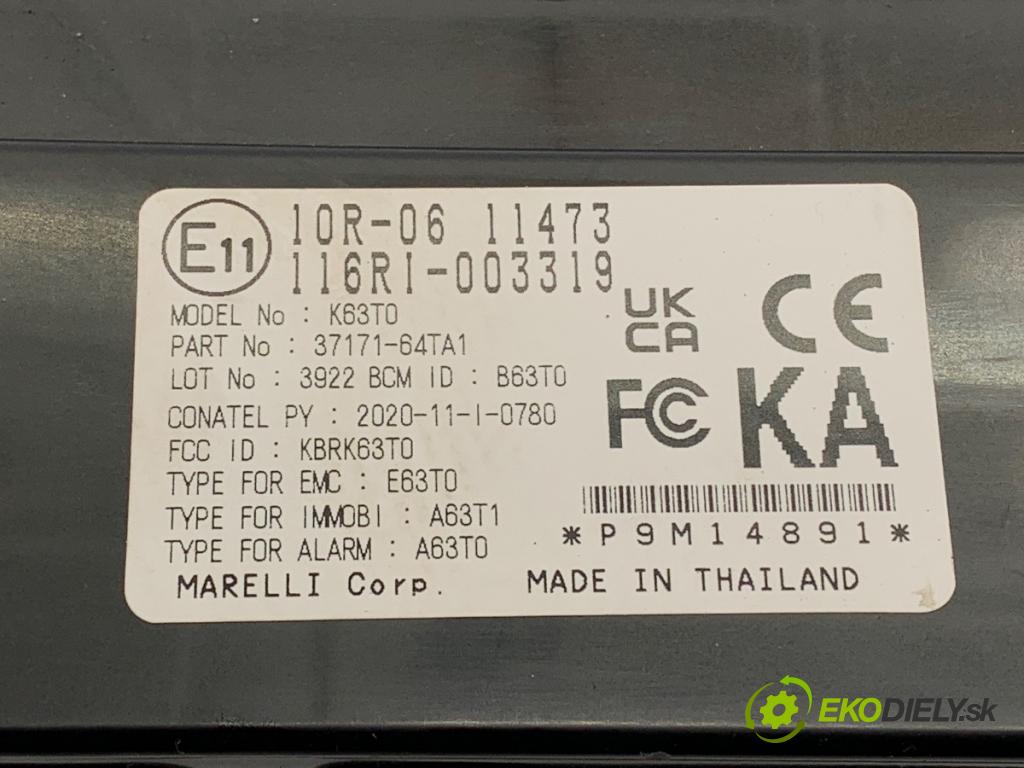 E11 10R-06 11473
116RI-003319
MODEL No : K63T0
PART No : 37171-64TA1
LOT No : 3922 BCM ID : B63T0
CONATEL PY : 2020-11-I-0780
FCC ID : KBRK63T0
TYPE FOR EMC : E63T0
TYPE FOR IMMOBI : A63T1
TYPE FOR ALARM : A63T0
MARELLI Corp.
UK
CA
CE
FC KA
*P9M14891*
MADE IN THAILAND
EKODIELY.sk